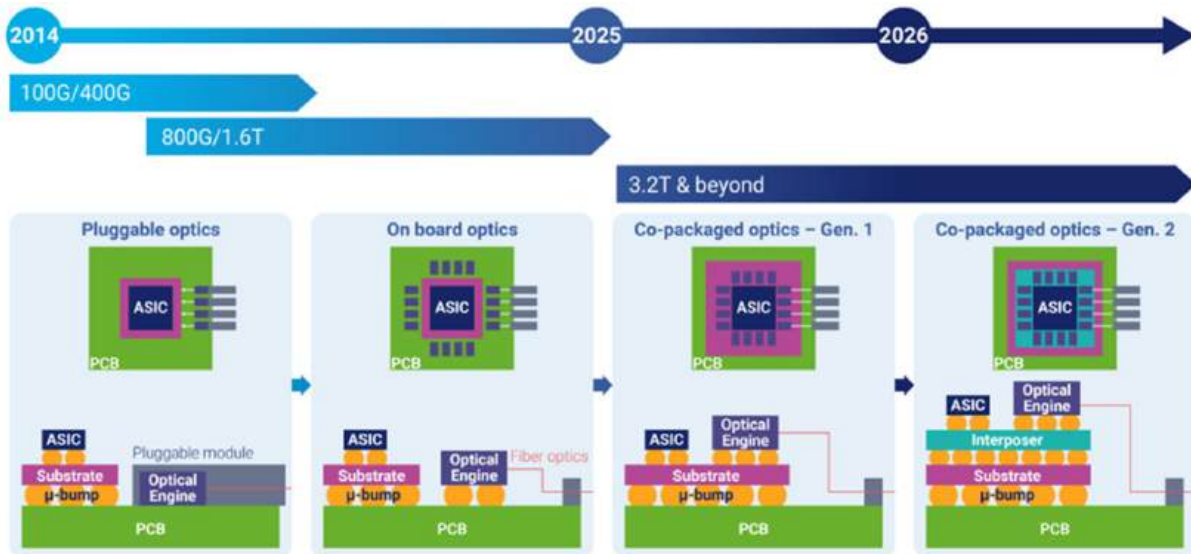 2014
2025
2026
100G/400G
800G/1.6T
3.2T & beyond
Pluggable optics
ASIC
PCB
ASIC
Substrate
μ-bump
Pluggable module
Optical
Engine
PCB
On board optics
ASIC
PCB
ASIC
Substrate
μ-bump
Optical
Engine
Fiber optics
PCB
Co-packaged optics – Gen. 1
ASIC
PCB
ASIC
Optical
Engine
Substrate
μ-bump
PCB
Co-packaged optics – Gen. 2
ASIC
PCB
ASIC
Optical
Engine
Interposer
Substrate
μ-bump
PCB